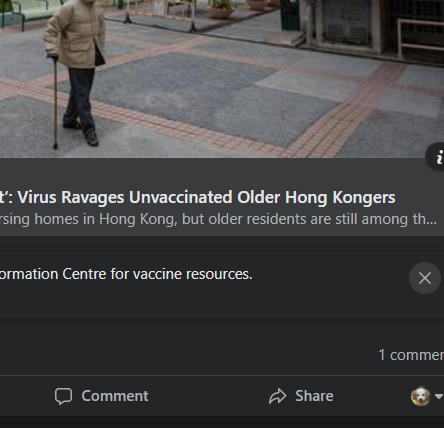 t’: Virus Ravages Unvaccinated Older Hong Kongers
rsing homes in Hong Kong, but older residents are still among th...
ormation Centre for vaccine resources.
1 commer
Comment Share